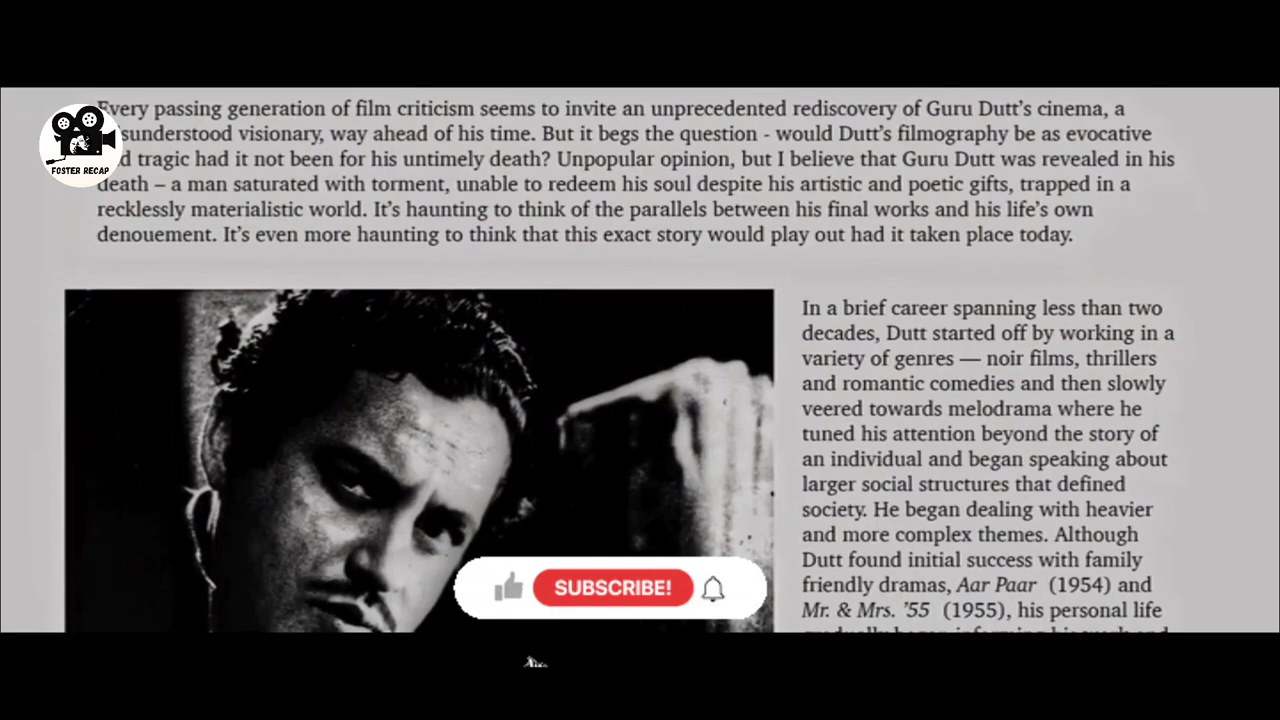 Every passing generation of film criticism seems to invite an unprecedented rediscovery of Guru Dutt’s cinema, a
sunderstood visionary, way ahead of his time. But it begs the question - would Dutt’s filmography be as evocative
d tragic had it not been for his untimely death? Unpopular opinion, but I believe that Guru Dutt was revealed in his
death – a man saturated with torment, unable to redeem his soul despite his artistic and poetic gifts, trapped in a
recklessly materialistic world. It’s haunting to think of the parallels between his final works and his life’s own
denouement. It’s even more haunting to think that this exact story would play out had it taken place today.
FOSTER RECAP
In a brief career spanning less than two
decades, Dutt started off by working in a
variety of genres — noir films, thrillers
and romantic comedies and then slowly
veered towards melodrama where he
tuned his attention beyond the story of
an individual and began speaking about
larger social structures that defined
society. He began dealing with heavier
and more complex themes. Although
Dutt found initial success with family
friendly dramas, Aar Paar (1954) and
Mr. & Mrs. ’55 (1955), his personal life
SUBSCRIBE!